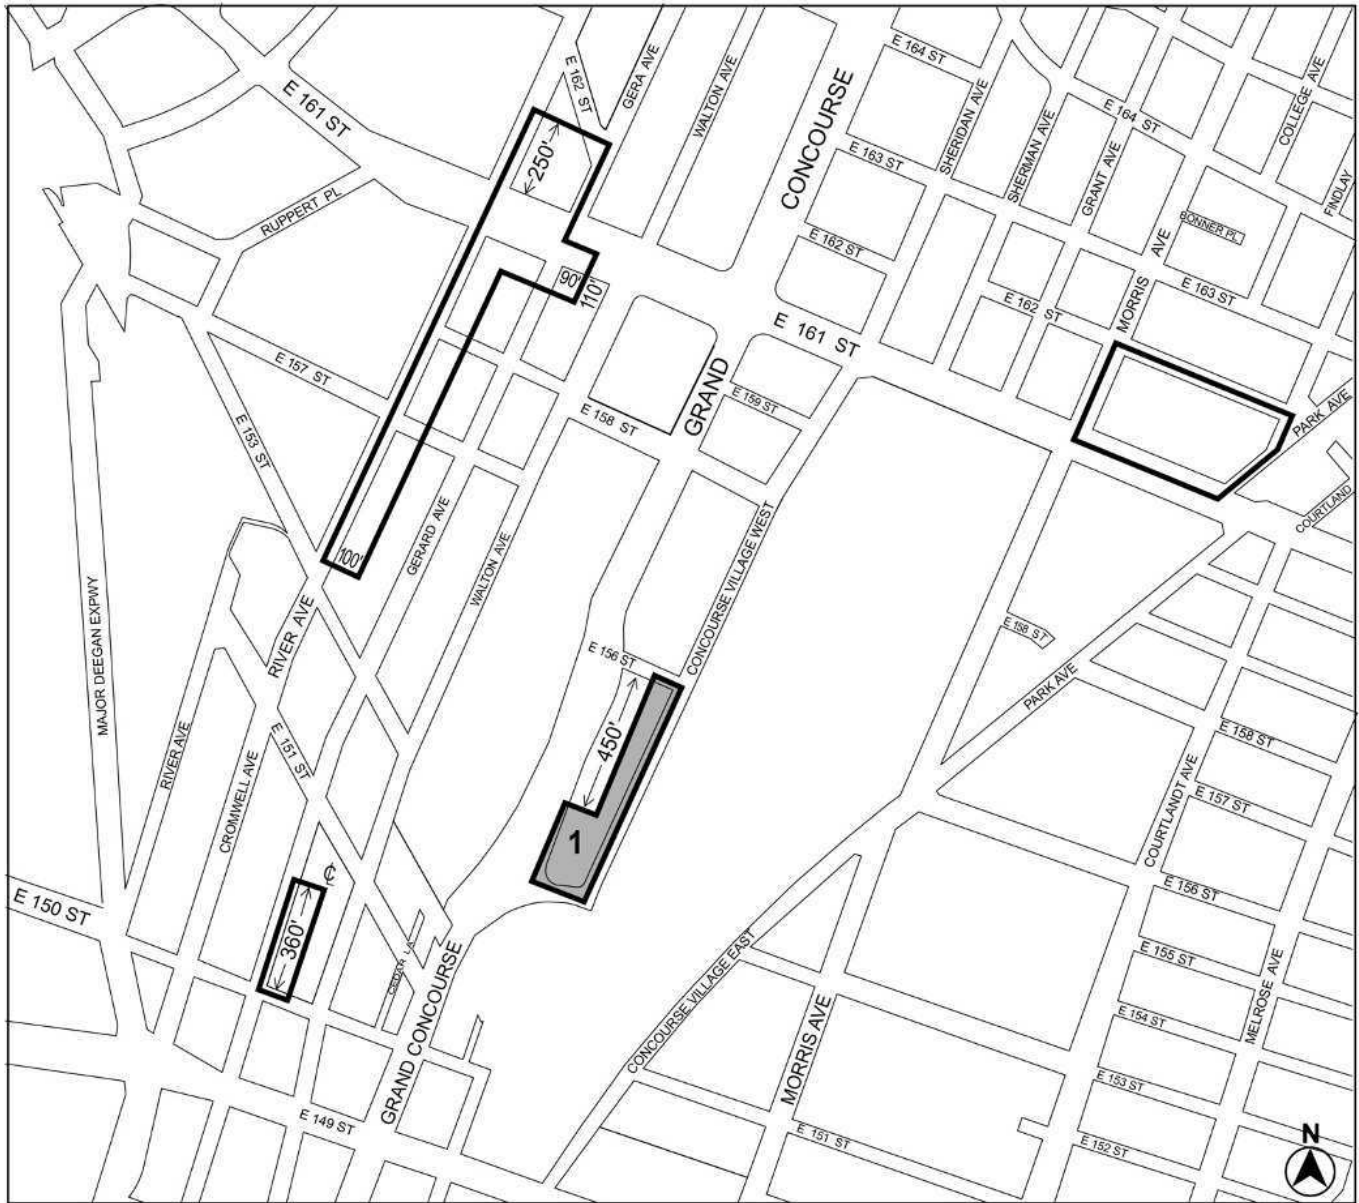 E 164 ST
E 162 ST
GERA AVE
WALTON AVE
CONCOURSE
COLLEGE AVE
E 161 ST
SHERIDAN AVE
E 164 ST
250'
E 163 ST
SHERMAN AVE
GRANT AVE
FINDLAY
RUPPERT PL
BONNER PL
E 162 ST
MORRIS AVE
90'
110'
E 163 ST
E 162 ST
E 161 ST
E 157 ST
GRAND
E 159 ST
PARK AVE
E 158 ST
E 153 ST
COURTLAND
CONCOURSE VILLAGE WEST
GERARD AVE
100'
WALTON AVE
MAJOR DEEGAN EXPWY
RIVER AVE
E 158 ST
E 156 ST
PARK AVE
450'
RIVER AVE
E 151 ST
CROMWELL AVE
E 158 ST
COURTLANDT AVE
E 157 ST
1
℄
E 156 ST
E 150 ST
360'
CEDAR LA
GRAND CONCOURSE
E 155 ST
CONCOURSE VILLAGE EAST
MELROSE AVE
E 154 ST
MORRIS AVE
E 153 ST
E 149 ST
E 151 ST
E 152 ST
N